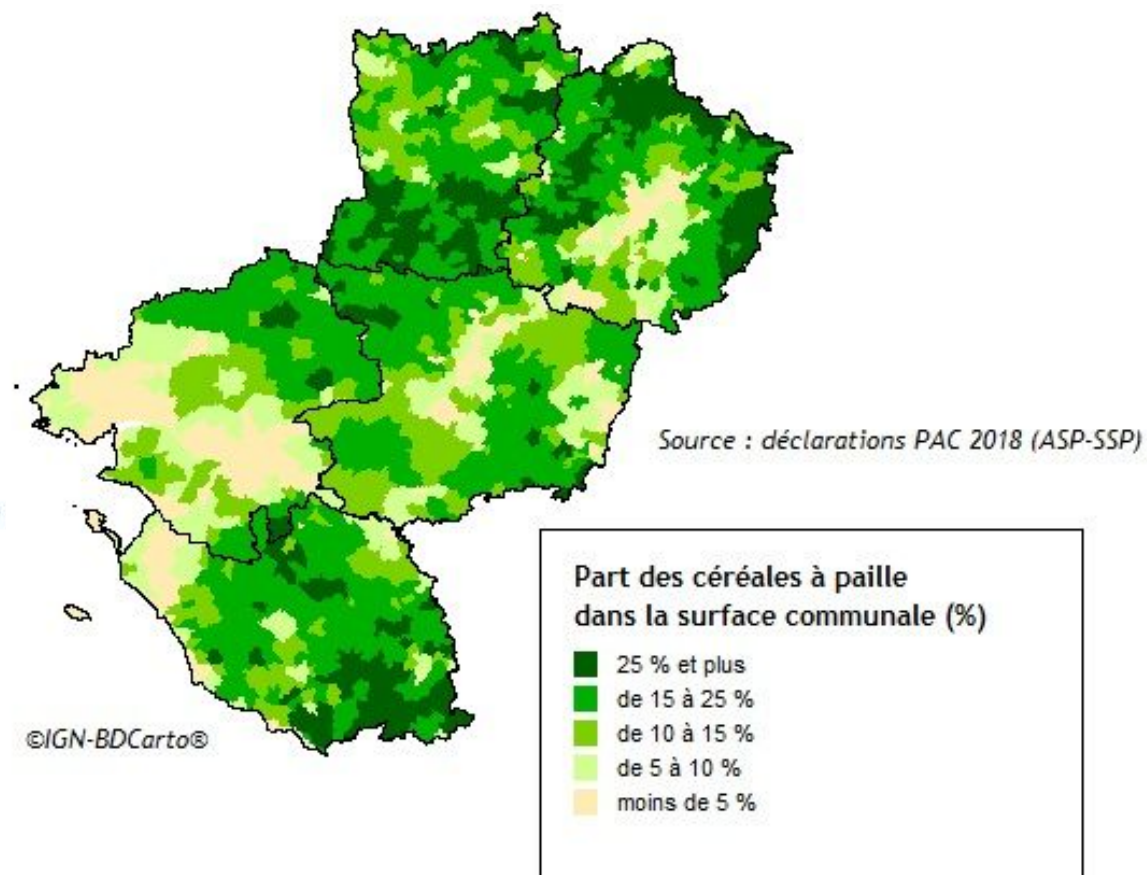 Source : déclarations PAC 2018 (ASP-SSP)
Part des céréales à paille
dans la surface communale (%)
25 % et plus
de 15 à 25 %
de 10 à 15 %
de 5 à 10 %
moins de 5 %
©IGN-BDCarto®